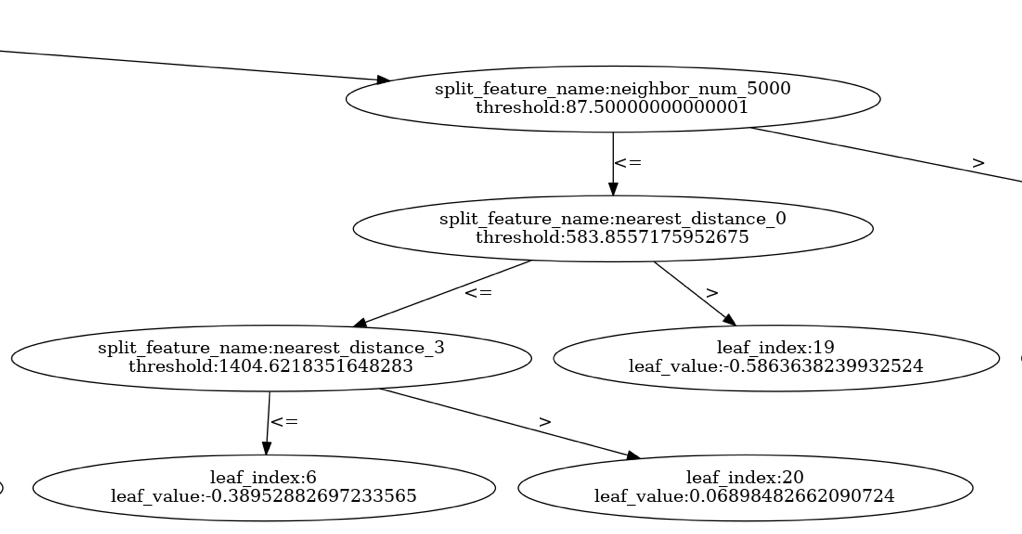 split_feature_name:neighbor_num_5000
threshold:87.50000000000001
<=
>
split_feature_name:nearest_distance_0
threshold:583.8557175952675
<=
>
split_feature_name:nearest_distance_3
threshold:1404.6218351648283
leaf_index:19
leaf_value:-0.5863638239932524
<=
>
leaf_index:6
leaf_value:-0.38952882697233565
leaf_index:20
leaf_value:0.06898482662090724